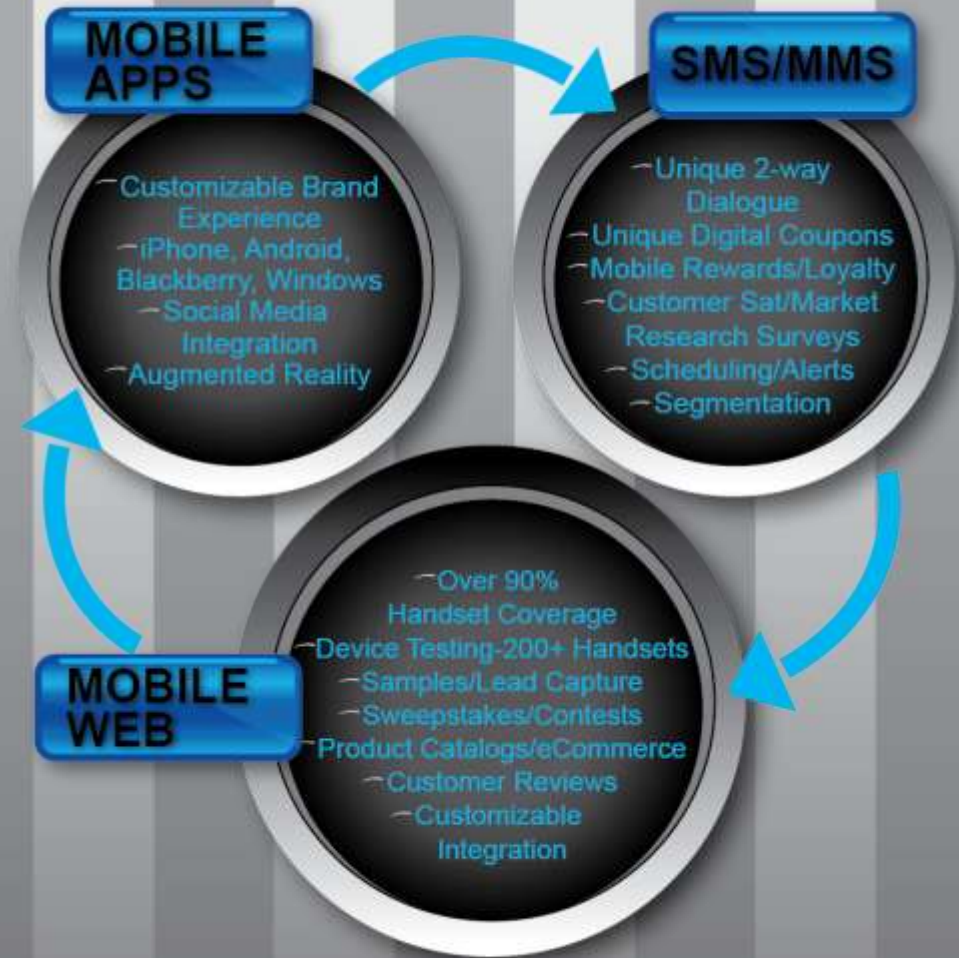 MOBILE
APPS
Customizable Brand
Experience
iPhone, Android,
Blackberry, Windows
Social Media
Integration
Augmented Reality
SMS/MMS
Unique 2-way
Dialogue
Unique Digital Coupons
Mobile Rewards/Loyalty
Customer Sat/Market
Research Surveys
Scheduling/Alerts
Segmentation
MOBILE
WEB
Over 90%
Handset Coverage
Device Testing-200+ Handsets
Samples/Lead Capture
Sweepstakes/Contests
Product Catalogs/eCommerce
Customer Reviews
Customizable
Integration